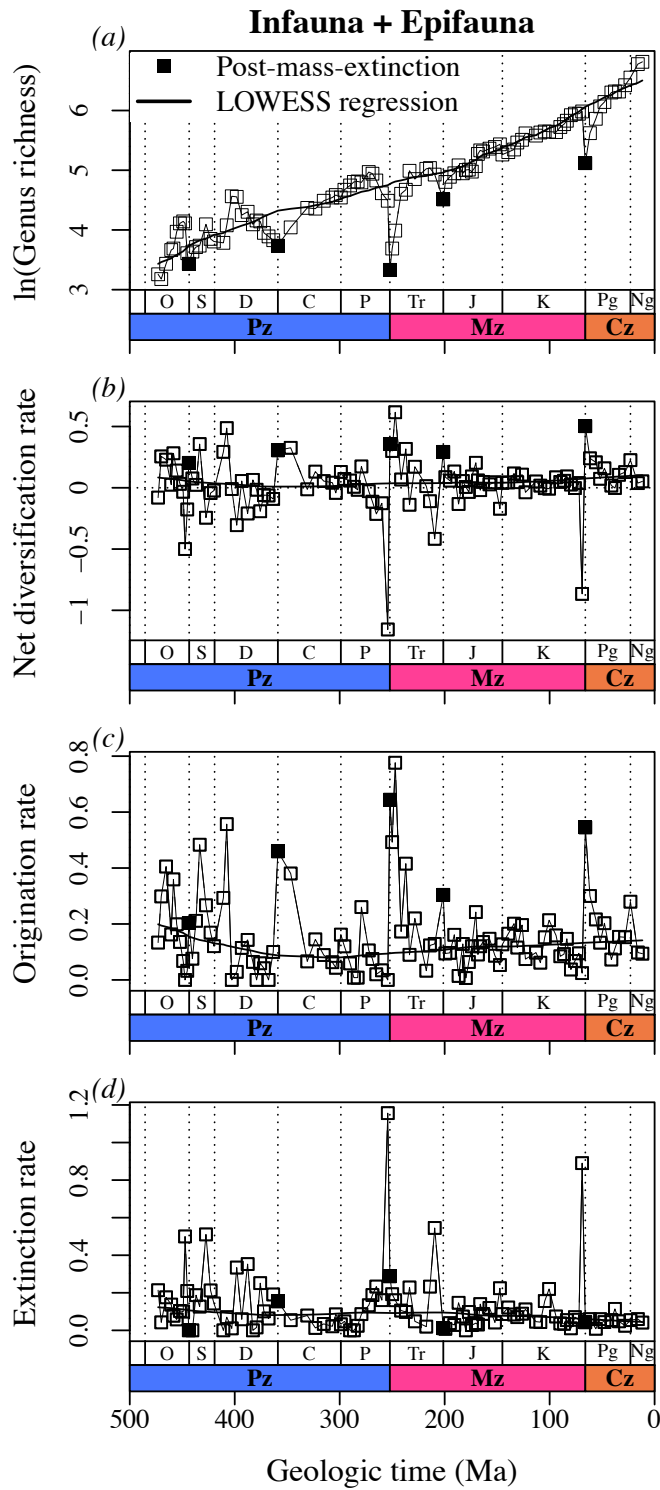 Infauna + Epifauna
(a)
Post-mass-extinction
LOWESS regression
ln(Genus richness)
6
5
4
3
O S D C P Tr J K Pg Ng
Pz Mz Cz
400 200 0
(b)
Net diversification rate
0.5
0
−0.5
−1
O S D C P Tr J K Pg Ng
Pz Mz Cz
(c)
Origination rate
0.8
0.6
0.4
0.2
0.0
O S D C P Tr J K Pg Ng
Pz Mz Cz
(d)
Extinction rate
1.2
0.8
0.4
0.0
O S D C P Tr J K Pg Ng
Pz Mz Cz
500 400 300 200 100 0
Geologic time (Ma)